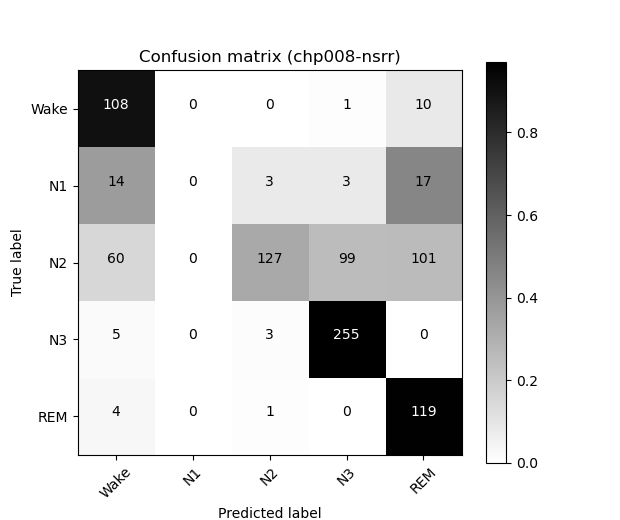 Confusion matrix (chp008-nsrr)
Wake 108 0 0 1 10
N1 14 0 3 3 17
N2 60 0 127 99 101
N3 5 0 3 255 0
REM 4 0 1 0 119
Wake N1 N2 N3 REM
Predicted label
True label
0.8
0.6
0.4
0.2
0.0